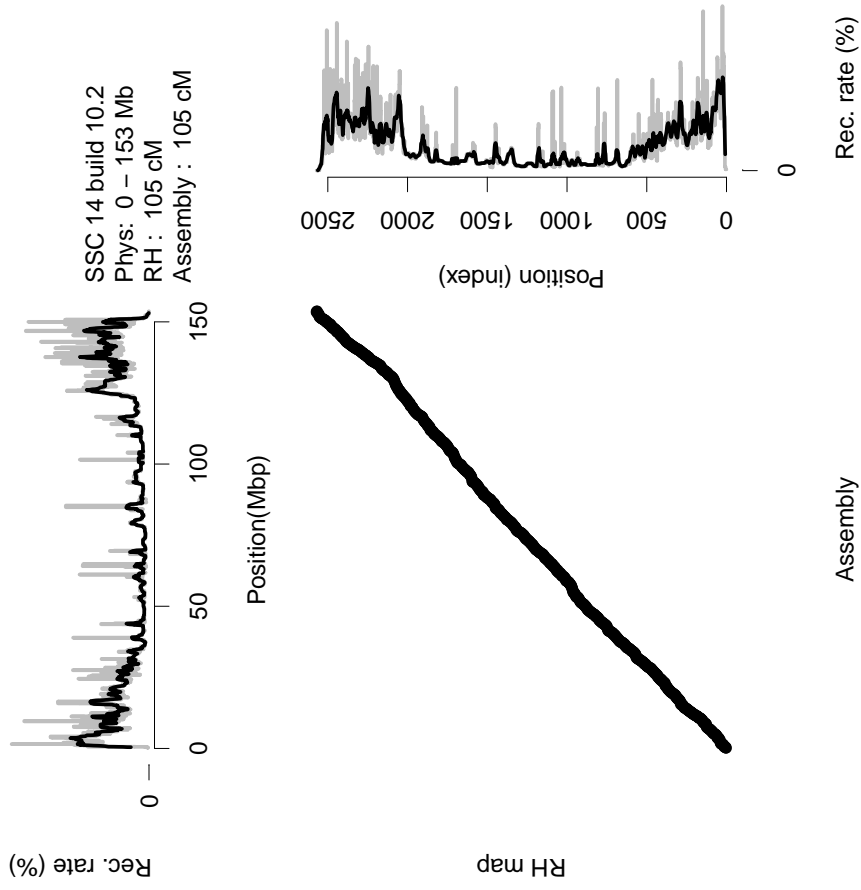 SSC 14 build 10.2
Phys: 0 – 153 Mb
RH : 105 cM
Assembly : 105 cM
Rec. rate (%)
0
0
50
100
150
Position(Mbp)
RH map
Assembly
Position (index)
0
500
1000
1500
2000
2500
Rec. rate (%)
0